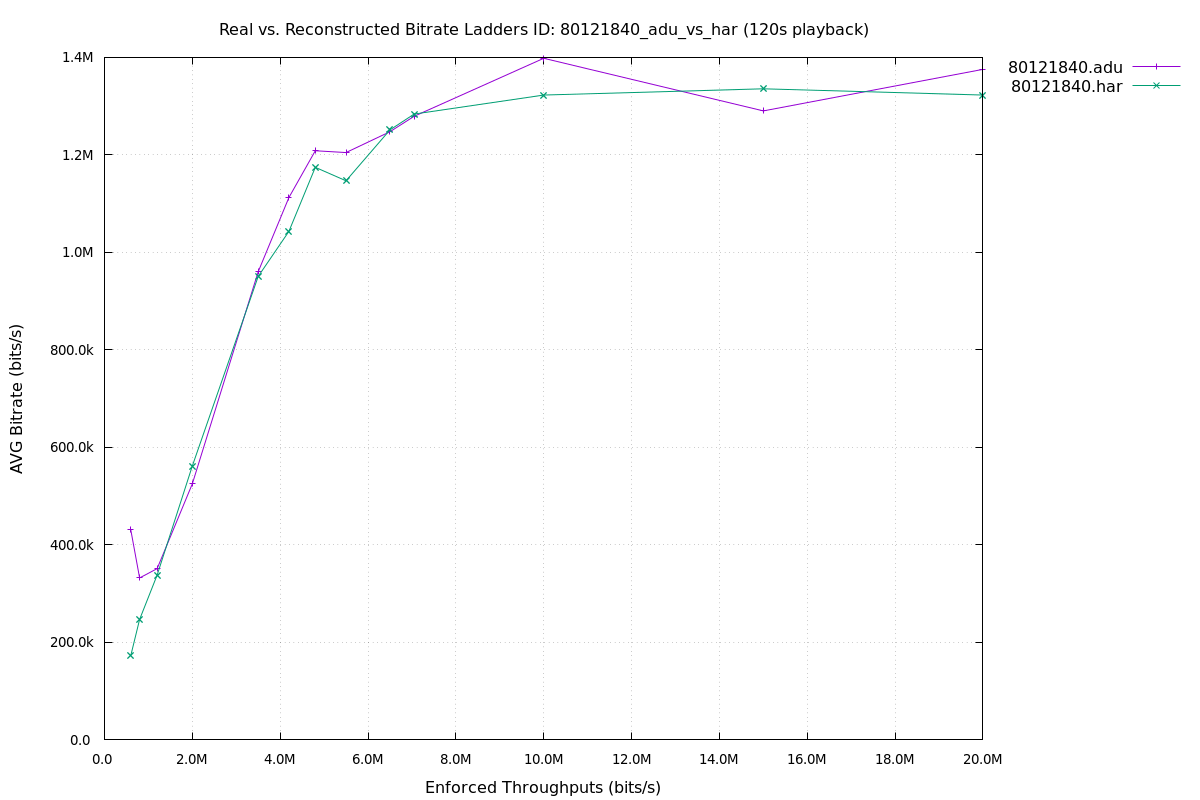 Real vs. Reconstructed Bitrate Ladders ID: 80121840_adu_vs_har (120s playback)
80121840.adu
80121840.har
1.4M
1.2M
1.0M
800.0k
600.0k
400.0k
200.0k
0.0
AVG Bitrate (bits/s)
0.0 2.0M 4.0M 6.0M 8.0M 10.0M 12.0M 14.0M 16.0M 18.0M 20.0M
Enforced Throughputs (bits/s)